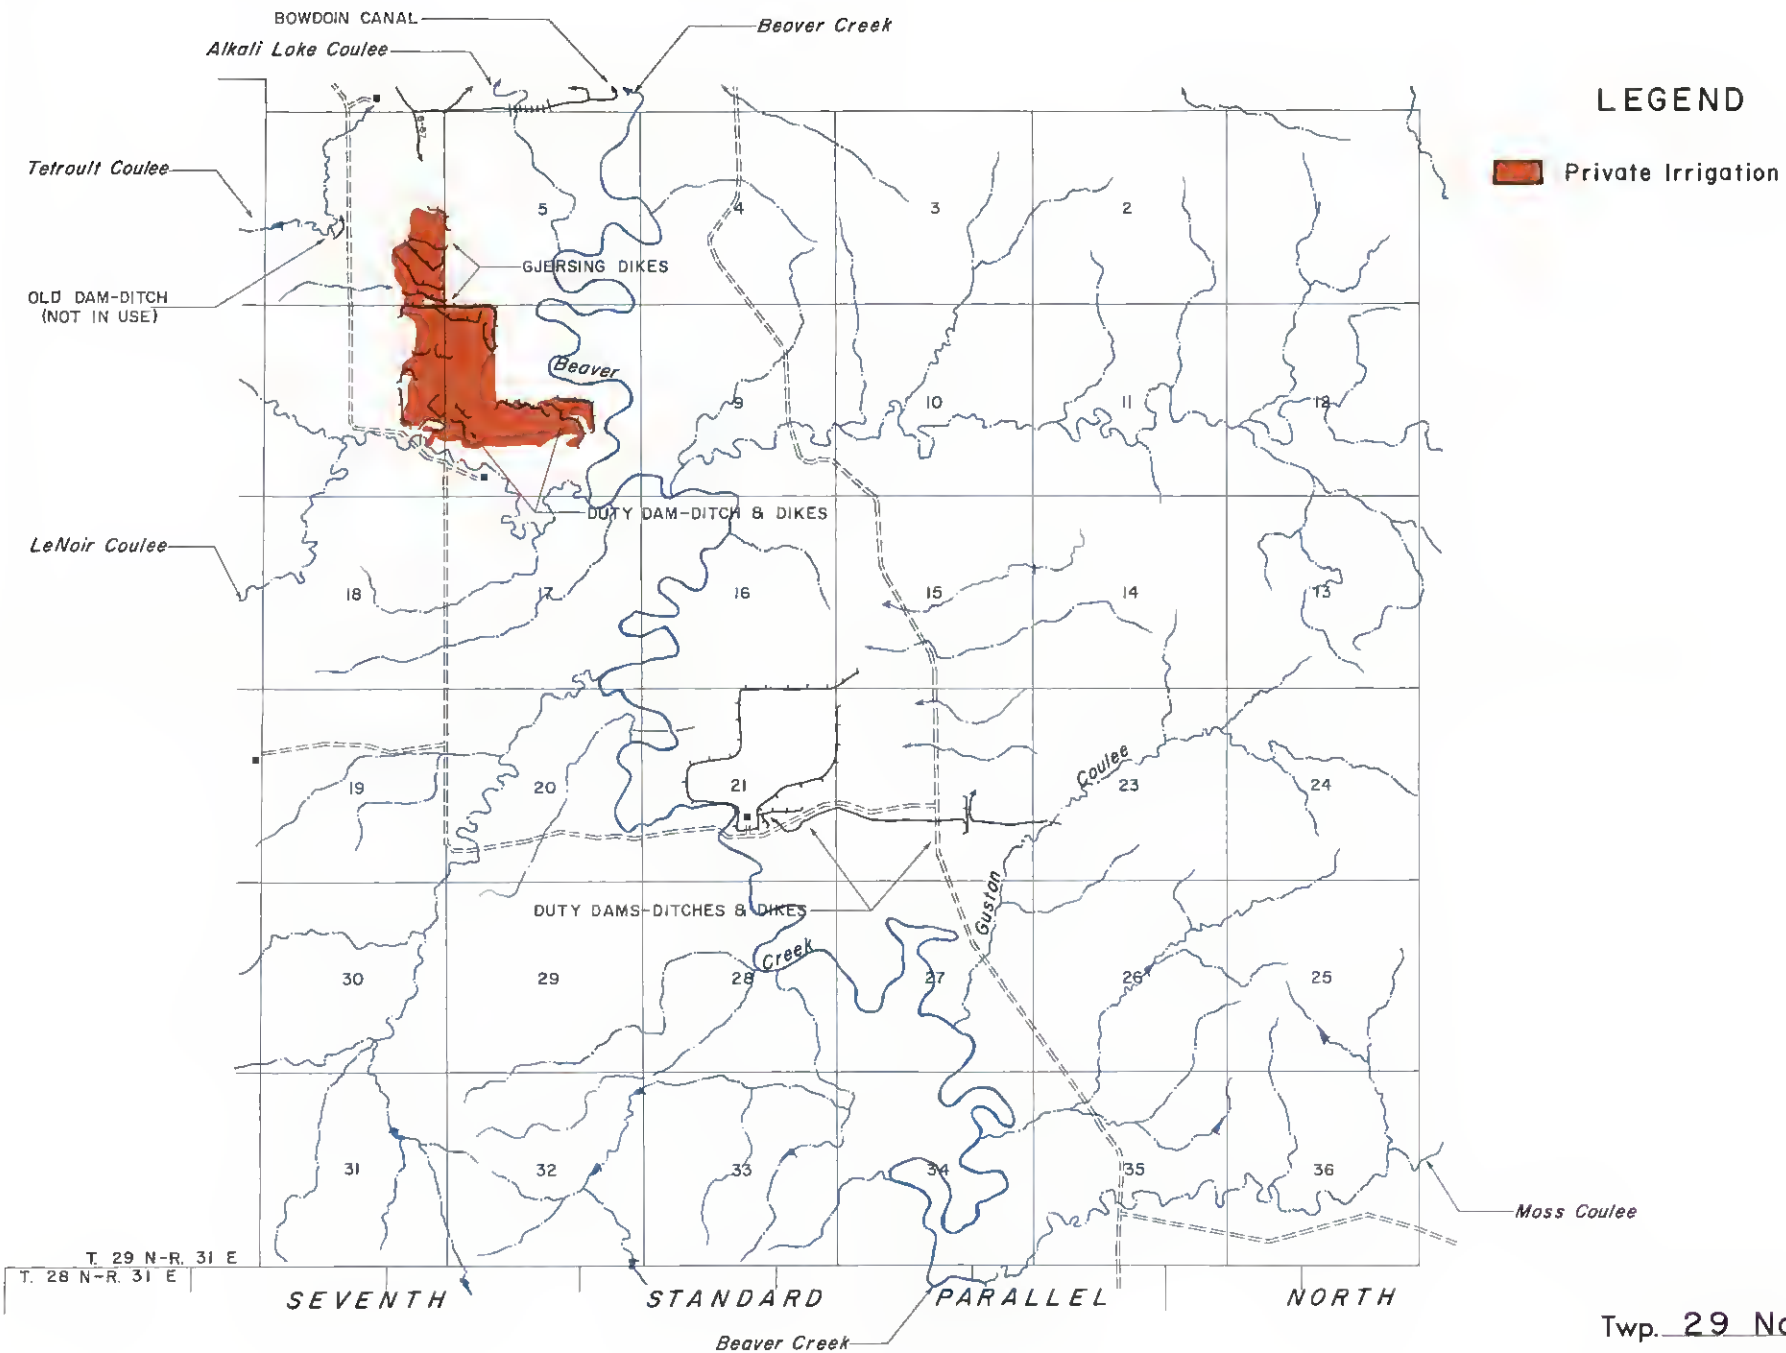 BOWDOIN CANAL
Beaver Creek
Alkali Lake Coulee
LEGEND
Tetroult Coulee
Private Irrigation
5
4
3
2
GJERSING DIKES
OLD DAM-DITCH
(NOT IN USE)
Beaver
9
10
11
12
DUTY DAM-DITCH & DIKES
LeNoir Coulee
18
17
16
15
14
13
Coulee
19
20
21
23
24
Guston
DUTY DAMS-DITCHES & DIKES
Creek
30
29
28
27
26
25
31
32
33
34
35
36
Moss Coulee
T. 29 N-R. 31 E
T. 28 N-R. 31 E
SEVENTH STANDARD PARALLEL NORTH
Twp. 29 No
Beaver Creek